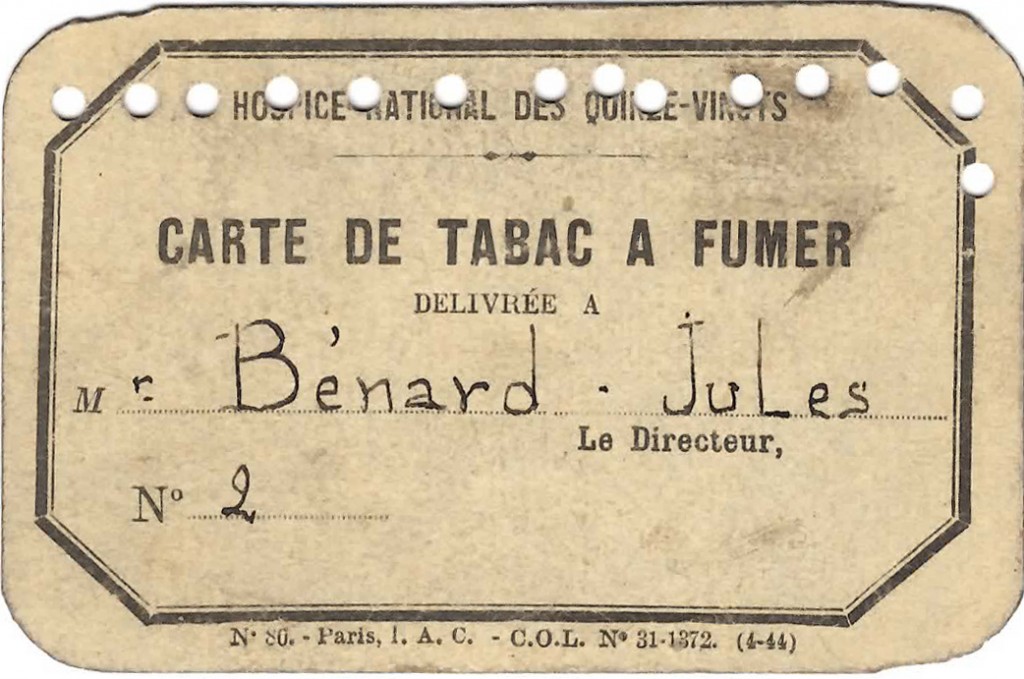 HOSPICE NATIONAL DES QUINZE-VINGTS
CARTE DE TABAC A FUMER
DELIVRÉE A
Mr. Bénard - Jules
Le Directeur,
No 2
N° 80. - Paris, I. A. C. - C.O.L. N° 31-1372. (4-44)